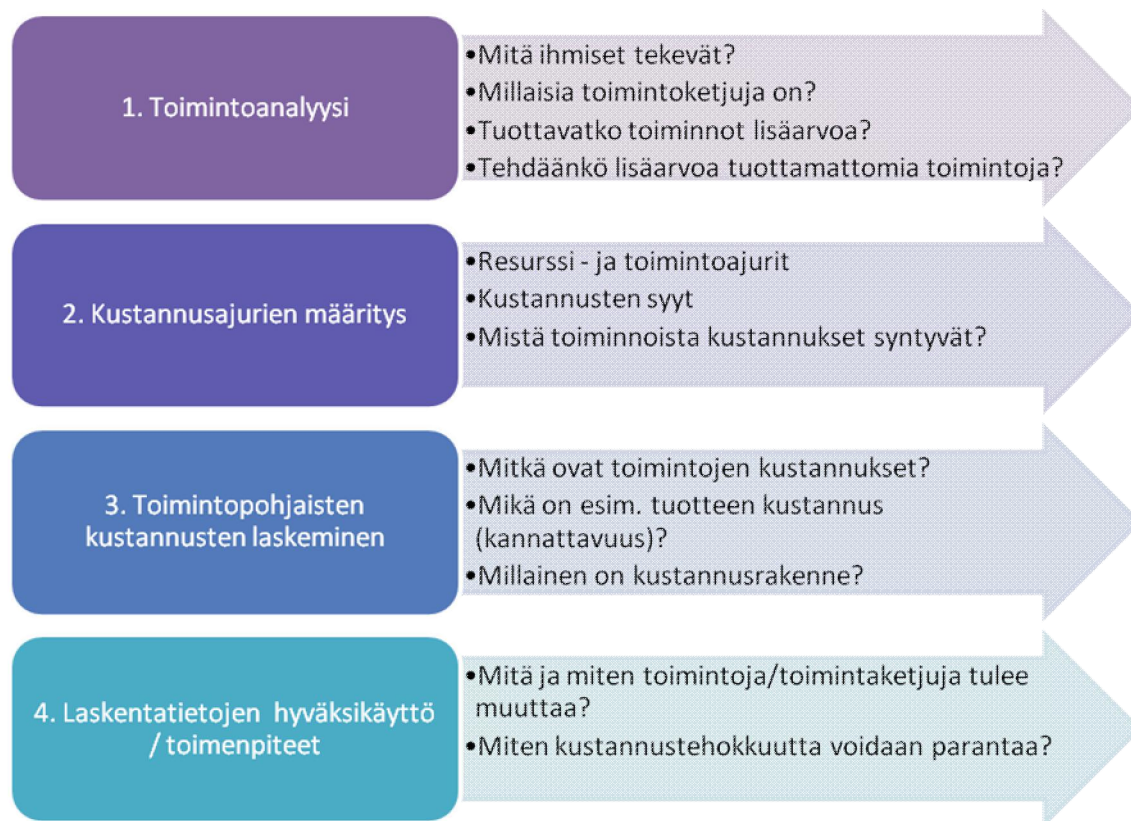 1. Toimintoanalyysi
•Mitä ihmiset tekevät?
•Millaisia toimintoketjuja on?
•Tuottavatko toiminnot lisäarvoa?
•Tehdäänkö lisäarvoa tuottamattomia toimintoja?
2. Kustannusajurien määritys
•Resurssi - ja toimintoajurit
•Kustannusten syyt
•Mistä toiminnoista kustannukset syntyvät?
3. Toimintopohjaisten
kustannusten laskeminen
•Mitkä ovat toimintojen kustannukset?
•Mikä on esim. tuotteen kustannus
(kannattavuus)?
•Millainen on kustannusrakenne?
4. Laskentatietojen hyväksikäyttö
/ toimenpiteet
•Mitä ja miten toimintoja/toimintaketjuja tulee
muuttaa?
•Miten kustannustehokkuutta voidaan parantaa?